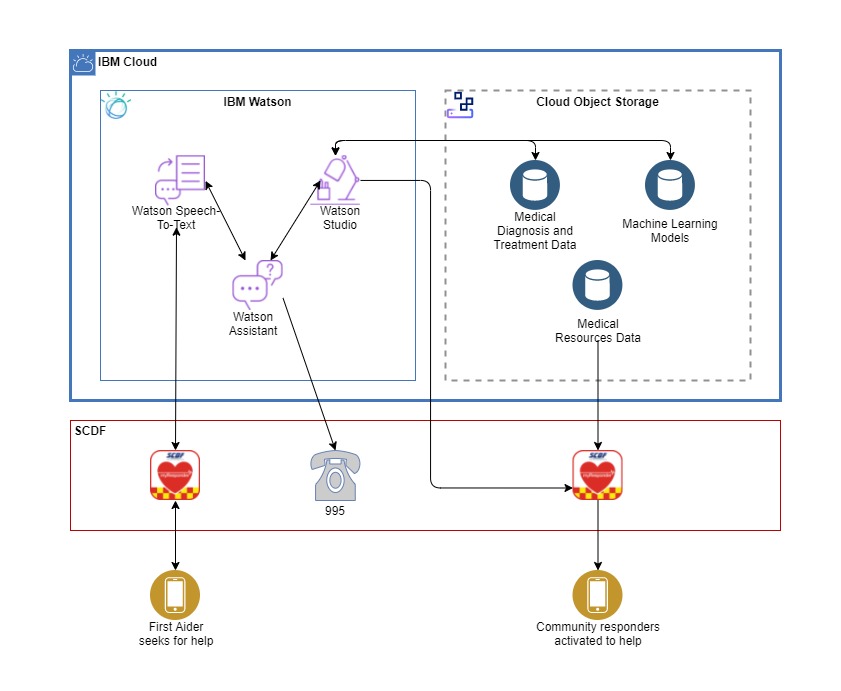 IBM Cloud
IBM Watson
Cloud Object Storage
Watson Speech-
To-Text
Watson
Studio
Medical
Diagnosis and
Treatment Data
Machine Learning
Models
Watson
Assistant
Medical
Resources Data
SCDF
SCDF
myResponder
995
SCDF
myResponder
First Aider
seeks for help
Community responders
activated to help